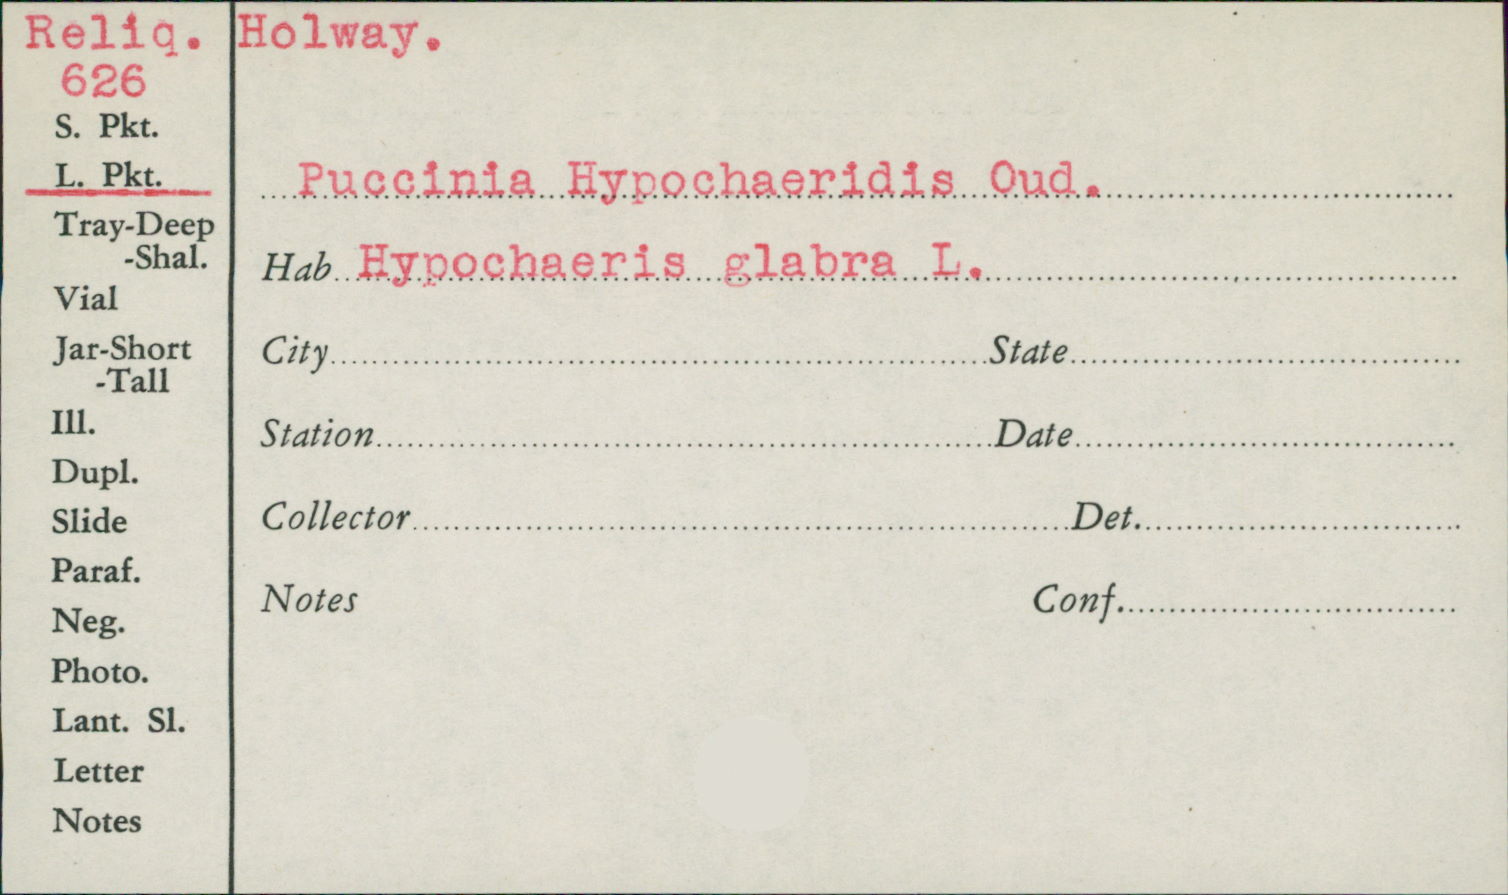 Reliq. Holway.
626
S. Pkt.
L. Pkt.
Puccinia Hypochaeridis Oud.
Tray-Deep
-Shal.
Hab Hypochaeris glabra L.
Vial
Jar-Short
-Tall
City State
Ill.
Station Date
Dupl.
Slide
Collector Det.
Paraf.
Notes Conf.
Neg.
Photo.
Lant. Sl.
Letter
Notes